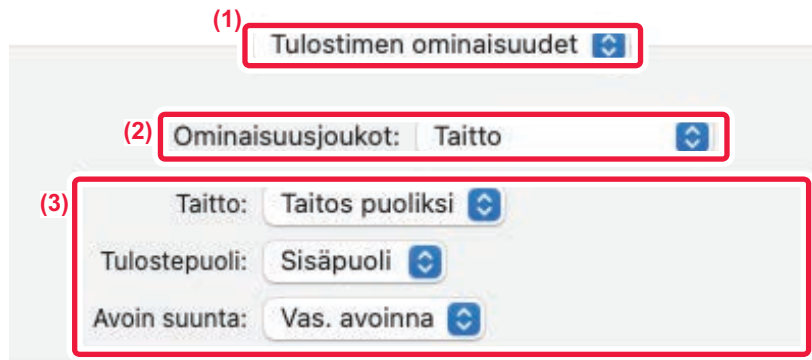 (1) Tulostimen ominaisuudet
(2) Ominaisuusjoukot: Taitto
(3) Taitto: Taitos puoliksi
Tulostepuoli: Sisäpuoli
Avoin suunta: Vas. avoinna